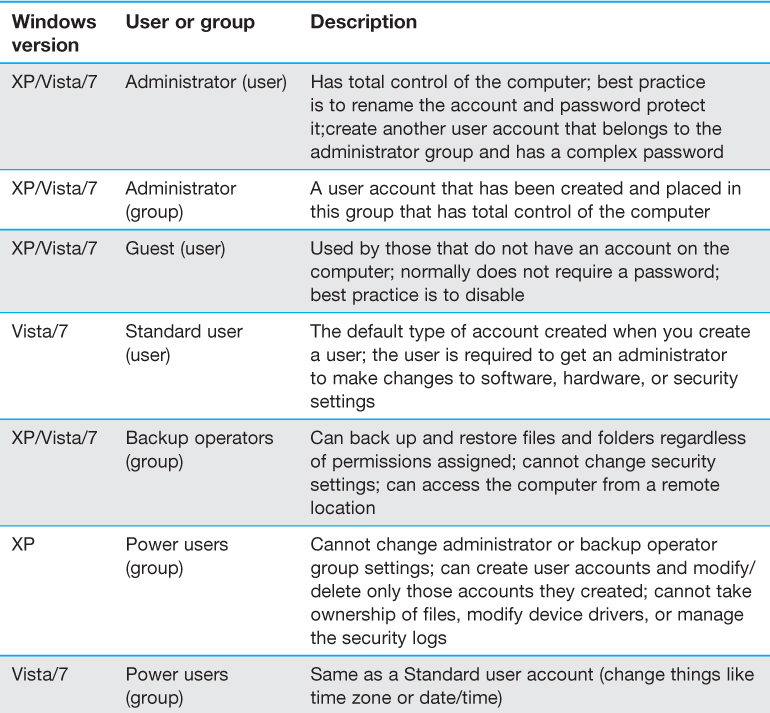 Windows version User or group Description
XP/Vista/7 Administrator (user) Has total control of the computer; best practice
is to rename the account and password protect
it;create another user account that belongs to the
administrator group and has a complex password
XP/Vista/7 Administrator (group) A user account that has been created and placed in
this group that has total control of the computer
XP/Vista/7 Guest (user) Used by those that do not have an account on the
computer; normally does not require a password;
best practice is to disable
Vista/7 Standard user (user) The default type of account created when you create
a user; the user is required to get an administrator
to make changes to software, hardware, or security
settings
XP/Vista/7 Backup operators (group) Can back up and restore files and folders regardless
of permissions assigned; cannot change security
settings; can access the computer from a remote
location
XP Power users (group) Cannot change administrator or backup operator
group settings; can create user accounts and modify/
delete only those accounts they created; cannot take
ownership of files, modify device drivers, or manage
the security logs
Vista/7 Power users (group) Same as a Standard user account (change things like
time zone or date/time)